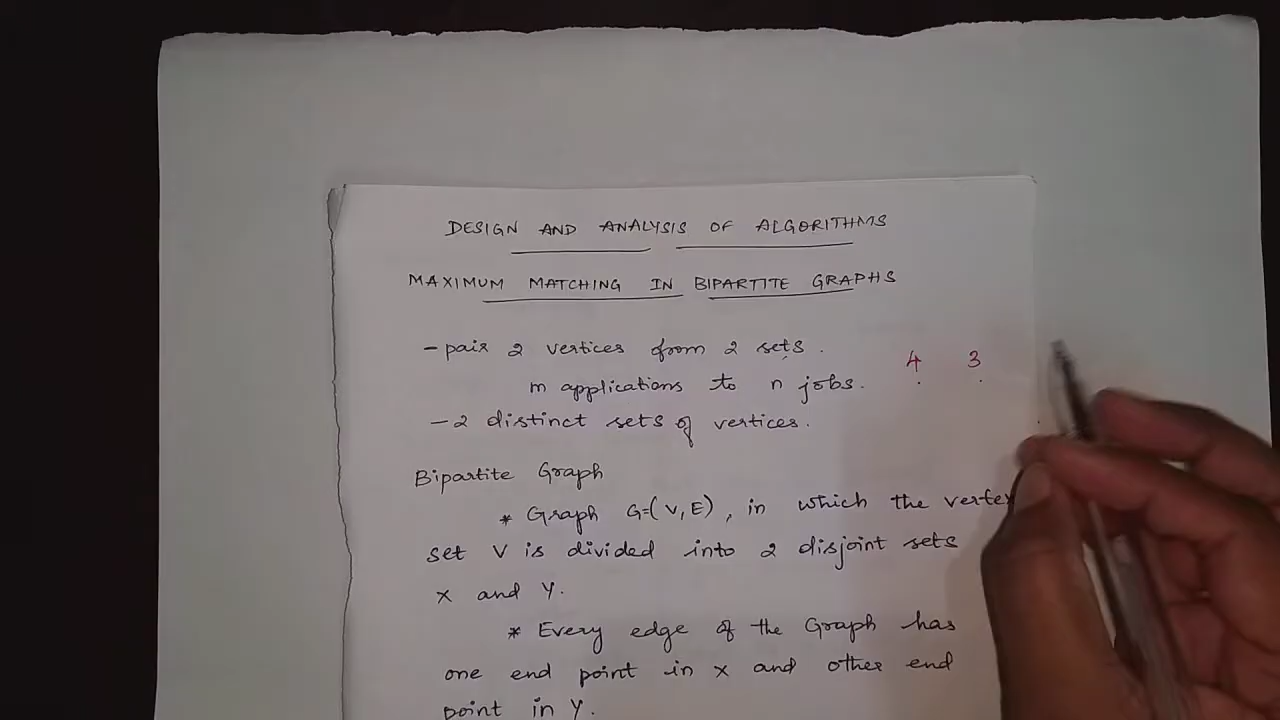 DESIGN AND ANALYSIS OF ALGORITHMS
MAXIMUM MATCHING IN BIPARTITE GRAPHS
- pair 2 vertices from 2 sets.
m applications to n jobs. 4 3
- 2 distinct sets of vertices.
Bipartite Graph
* Graph G=(V,E), in which the vertex
set V is divided into 2 disjoint sets
X and Y.
* Every edge of the Graph has
one end point in X and other end
point in Y.